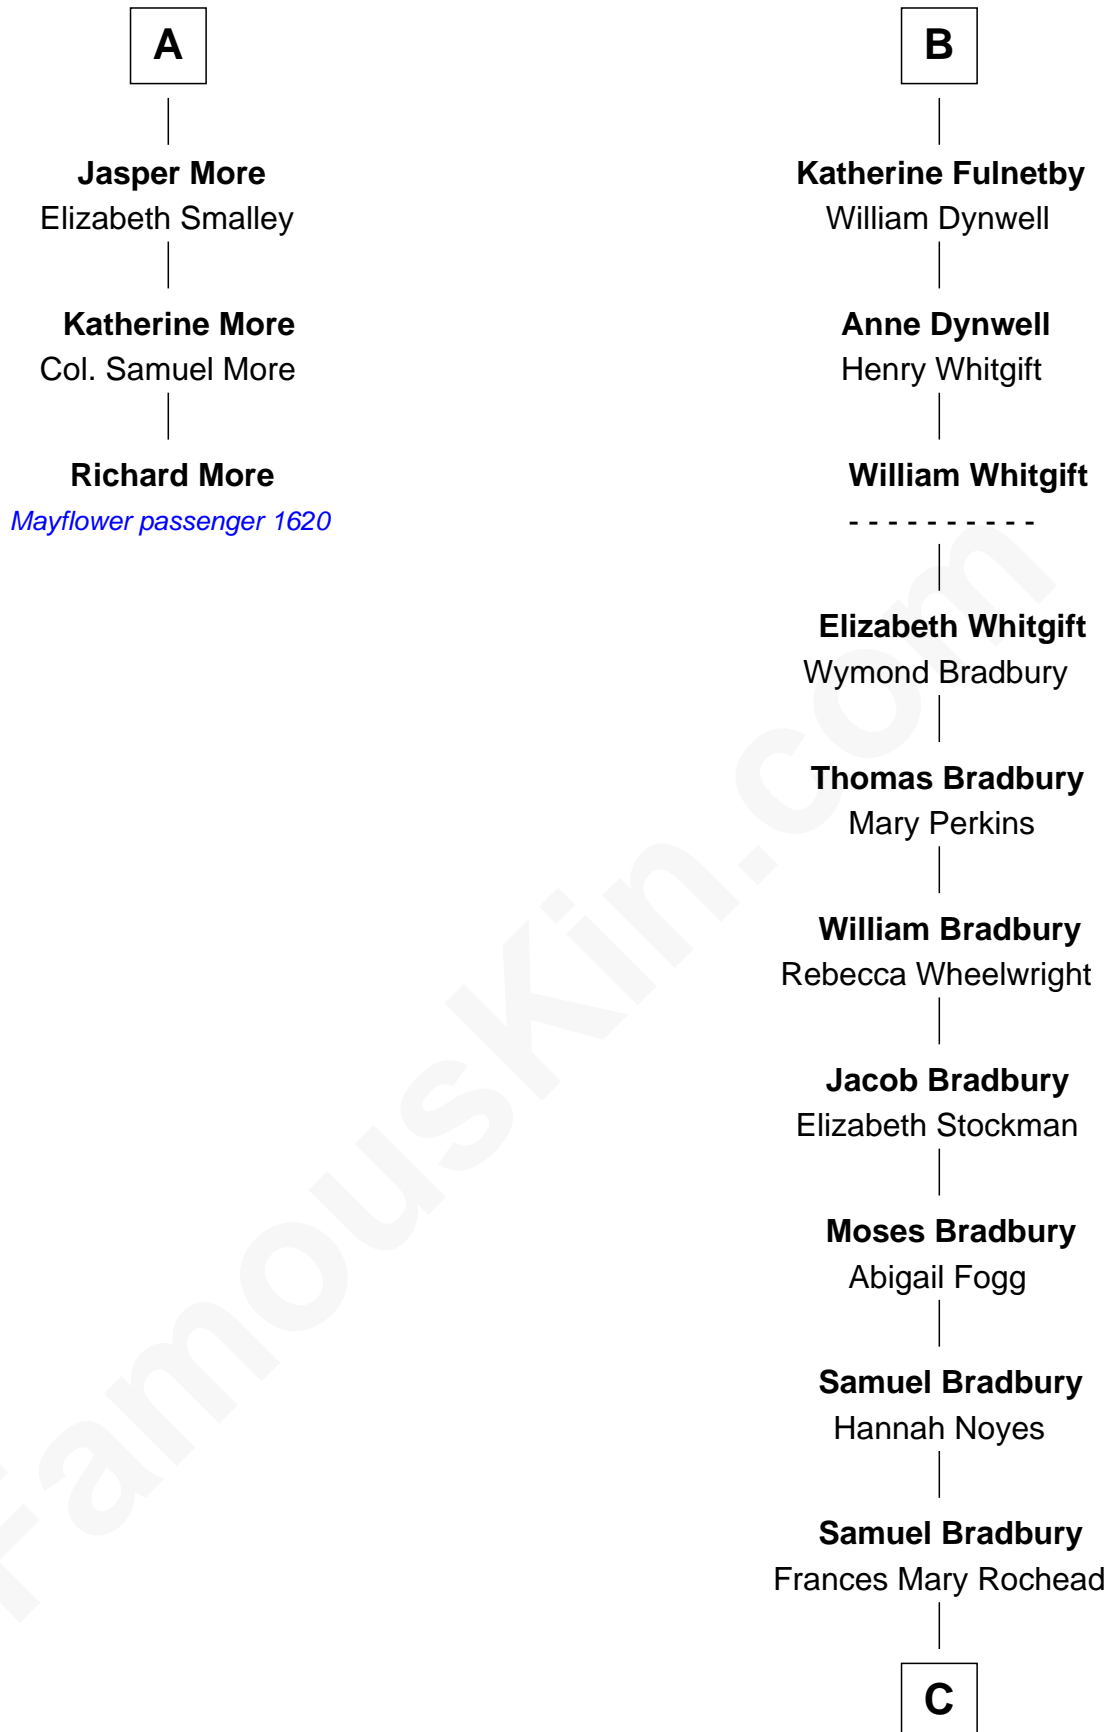 A
Jasper More
Elizabeth Smalley
Katherine More
Col. Samuel More
Richard More
Mayflower passenger 1620
B
Katherine Fulnetby
William Dynwell
Anne Dynwell
Henry Whitgift
William Whitgift
- - - - - - - - - -
Elizabeth Whitgift
Wymond Bradbury
Thomas Bradbury
Mary Perkins
William Bradbury
Rebecca Wheelwright
Jacob Bradbury
Elizabeth Stockman
Moses Bradbury
Abigail Fogg
Samuel Bradbury
Hannah Noyes
Samuel Bradbury
Frances Mary Rochead
C
FamousKin.com